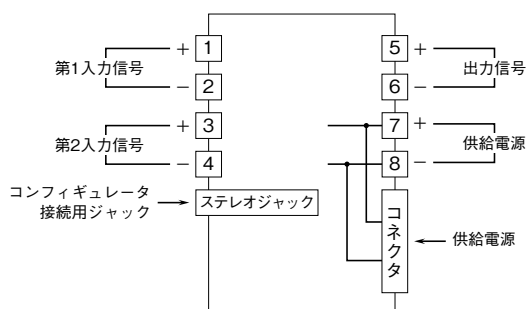 第1入力信号
+ 1
− 2
第2入力信号
+ 3
− 4
コンフィギュレータ
接続用ジャック
ステレオジャック
5 +
6 −
出力信号
7 +
8 −
供給電源
コネクタ
供給電源